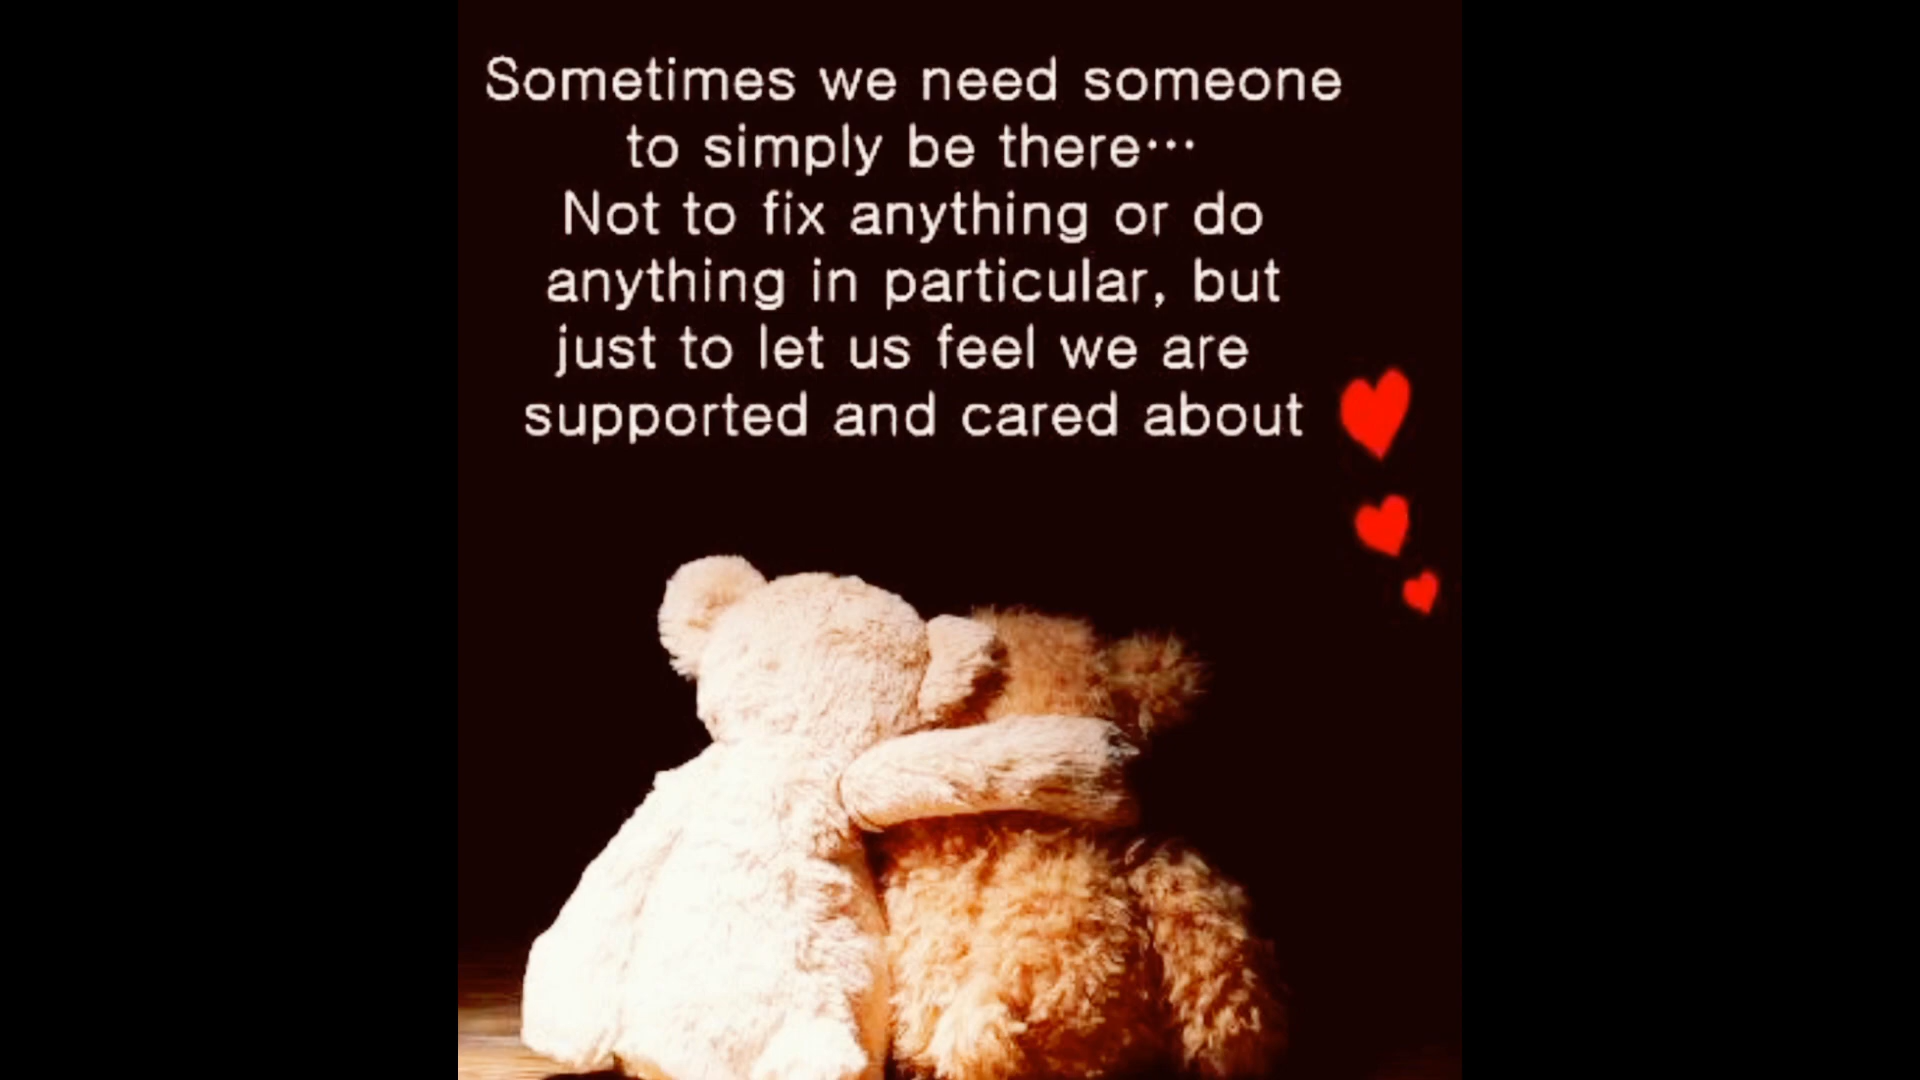 Sometimes we need someone
to simply be there···
Not to fix anything or do
anything in particular, but
just to let us feel we are
supported and cared about